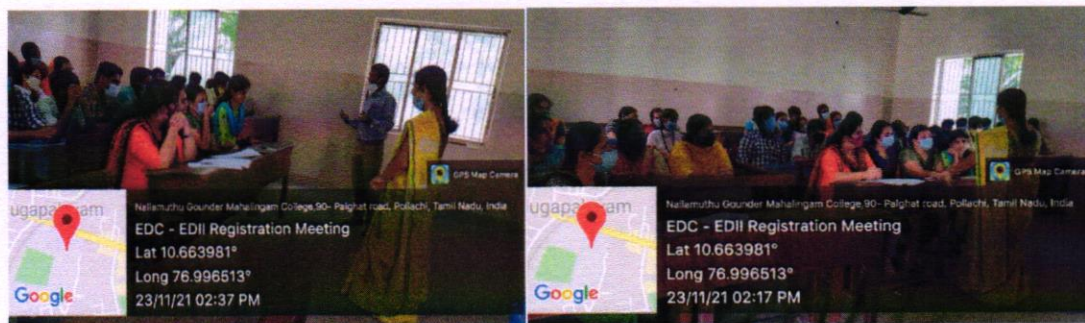 GPS Map Camera
Nallamuthu Gounder Mahalingam College,90- Palghat road, Pollachi, Tamil Nadu, India
EDC - EDII Registration Meeting
Lat 10.663981°
Long 76.996513°
23/11/21 02:37 PM
Google
GPS Map Camera
Nallamuthu Gounder Mahalingam College,90- Palghat road, Pollachi, Tamil Nadu, India
EDC - EDII Registration Meeting
Lat 10.663981°
Long 76.996513°
23/11/21 02:17 PM
Google